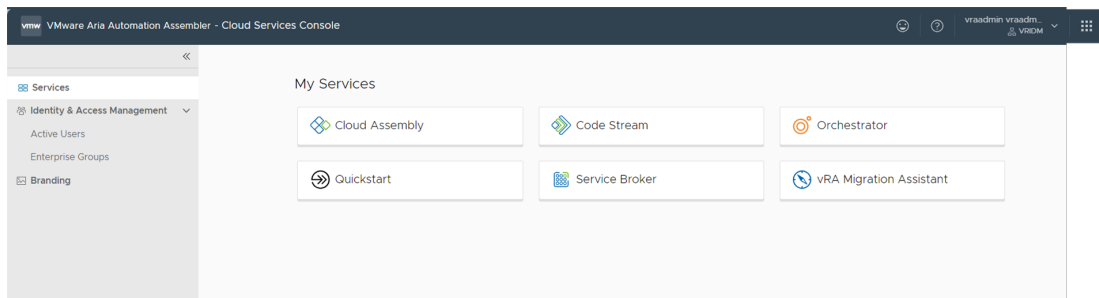 vmw VMware Aria Automation Assembler - Cloud Services Console
vraadmin vraadm...
VRIDM
Services
Identity & Access Management
Active Users
Enterprise Groups
Branding
My Services
Cloud Assembly
Code Stream
Orchestrator
Quickstart
Service Broker
vRA Migration Assistant